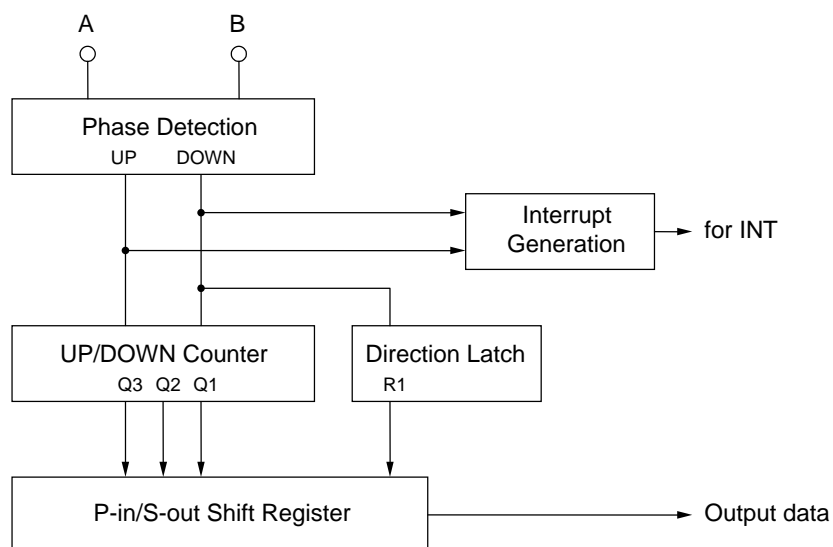 A B
Phase Detection
UP DOWN
Interrupt
Generation
for INT
UP/DOWN Counter
Q3 Q2 Q1
Direction Latch
R1
P-in/S-out Shift Register
Output data